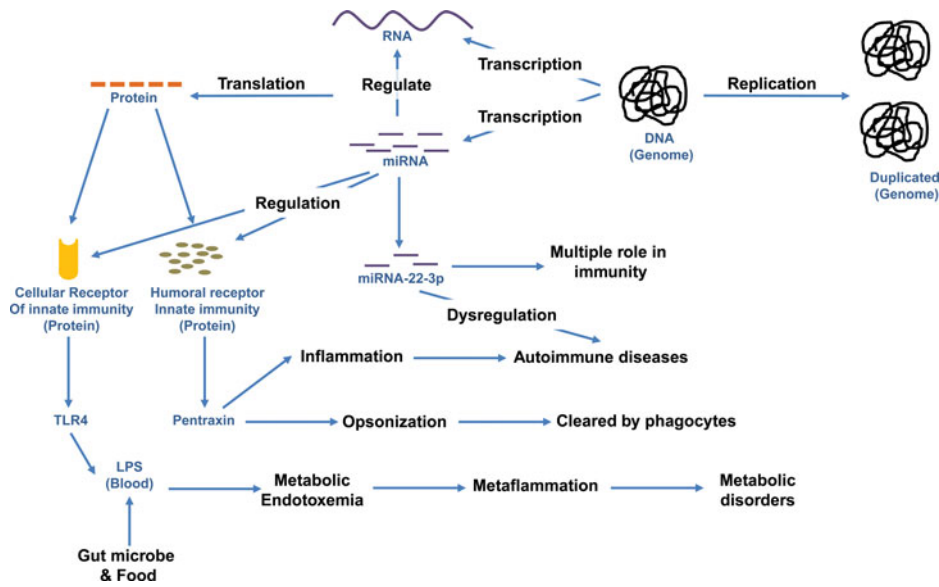 RNA
Transcription
Translation
Regulate
Replication
Protein
Transcription
DNA
(Genome)
miRNA
Duplicated
(Genome)
Regulation
Multiple role in
immunity
miRNA-22-3p
Cellular Receptor
Of innate immunity
(Protein)
Humoral receptor
Innate immunity
(Protein)
Dysregulation
Inflammation
Autoimmune diseases
TLR4
Pentraxin
Opsonization
Cleared by phagocytes
LPS
(Blood)
Metabolic
Endotoxemia
Metaflammation
Metabolic
disorders
Gut microbe
& Food